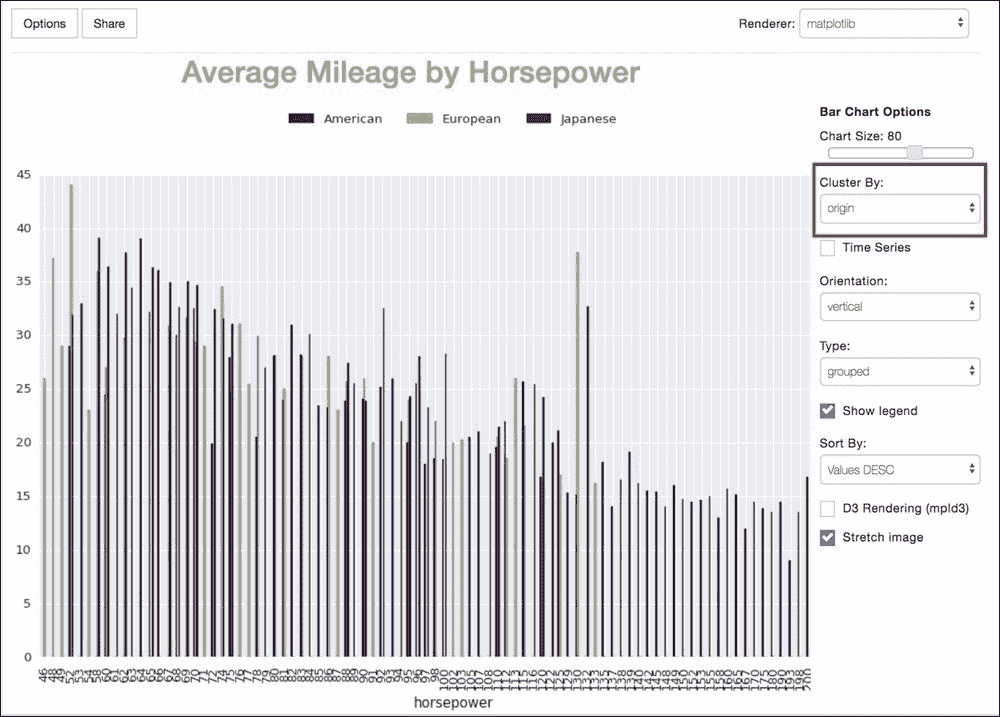 Options
Share
Renderer:
matplotlib
Average Mileage by Horsepower
American
European
Japanese
45
40
35
30
25
20
15
10
5
0
46 48 49 52 53 54 58 60 61 62 63 64 65 66 67 68 69 70 71 72 74 75 76 77 78 79 80 81 82 83 84 85 86 87 88 89 90 91 92 93 94 95 96 97 98 100 102 103 105 107 108 110 112 113 115 116 120 122 125 129 130 132 133 135 137 138 139 140 142 145 148 149 150 152 153 155 158 160 165 167 170 175 180 190 193 198 200
horsepower
Bar Chart Options
Chart Size: 80
Cluster By:
origin
Time Series
Orientation:
vertical
Type:
grouped
Show legend
Sort By:
Values DESC
D3 Rendering (mpld3)
Stretch image